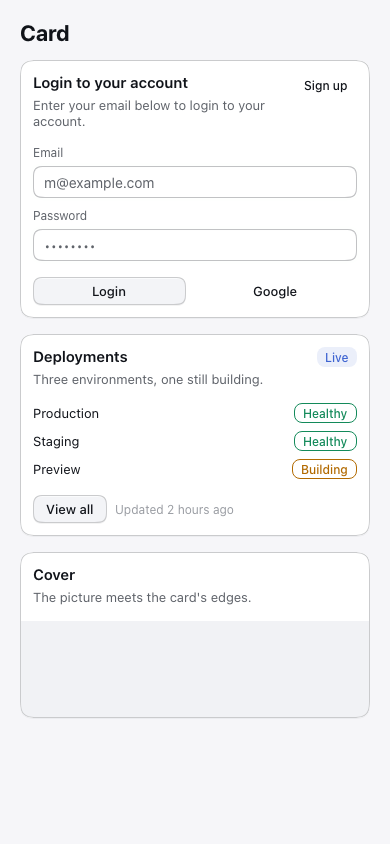 Card
Login to your account
Sign up
Enter your email below to login to your
account.
Email
m@example.com
Password
••••••••
Login
Google
Deployments
Live
Three environments, one still building.
Production
Healthy
Staging
Healthy
Preview
Building
View all
Updated 2 hours ago
Cover
The picture meets the card's edges.